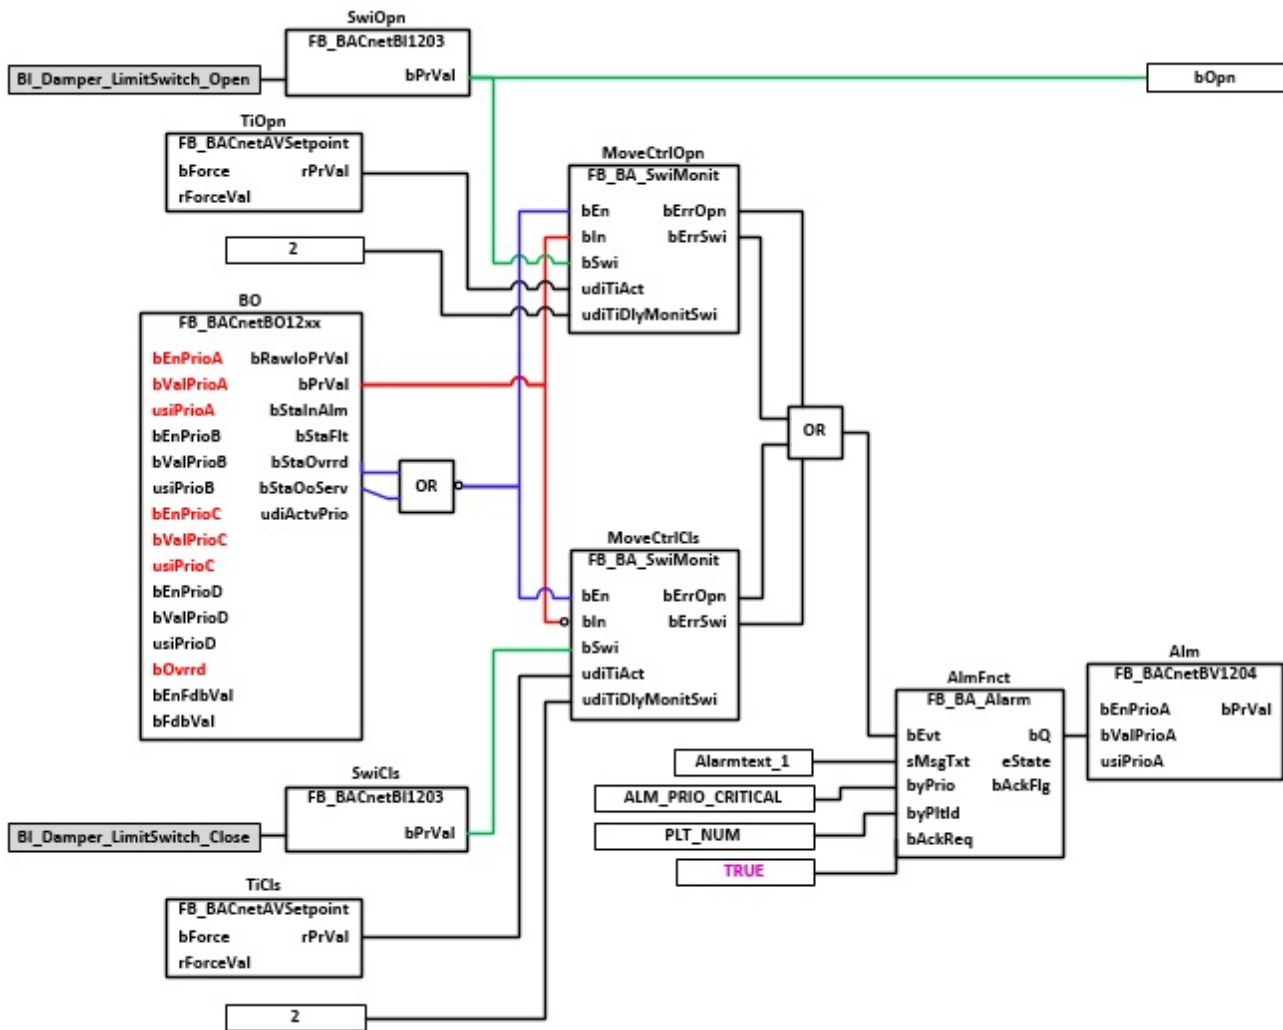 SwiOpn
FB_BACnetBI1203
BI_Damper_LimitSwitch_Open
bPrVal
bOpn
TiOpn
FB_BACnetAVSetpoint
bForce rPrVal
rForceVal
2
MoveCtrlOpn
FB_BA_SwiMonit
bEn bErrOpn
bIn bErrSwi
bSwi
udiTiAct
udiTiDlyMonitSwi
BO
FB_BACnetBO12xx
bEnPrioA bRawIoPrVal
bValPrioA bPrVal
usiPrioA bStaInAlm
bEnPrioB bStaFlt
bValPrioB bStaOvrrd
usiPrioB bStaOoServ
bEnPrioC udiActvPrio
bValPrioC
usiPrioC
bEnPrioD
bValPrioD
usiPrioD
bOvrrd
bEnFdbVal
bFdbVal
OR
OR
MoveCtrlCls
FB_BA_SwiMonit
bEn bErrOpn
bIn bErrSwi
bSwi
udiTiAct
udiTiDlyMonitSwi
SwiCls
FB_BACnetBI1203
BI_Damper_LimitSwitch_Close
bPrVal
TiCls
FB_BACnetAVSetpoint
bForce rPrVal
rForceVal
2
Alarmtext_1
ALM_PRIO_CRITICAL
PLT_NUM
TRUE
AlmFnct
FB_BA_Alarm
bEvt bQ
sMsgTxt eState
byPrio bAckFlg
byPltId
bAckReq
Alm
FB_BACnetBV1204
bEnPrioA bPrVal
bValPrioA
usiPrioA